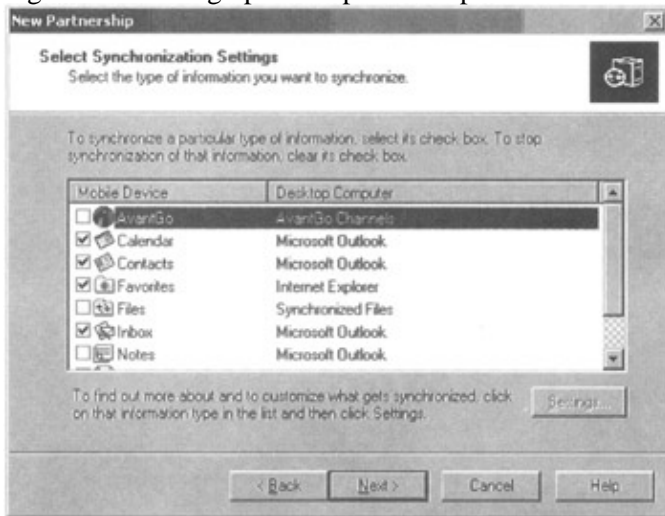 New Partnership
Select Synchronization Settings
Select the type of information you want to synchronize.
To synchronize a particular type of information, select its check box. To stop
synchronization of that information, clear its check box.
Mobile Device Desktop Computer
AvantGo AvantGo Channels
Calendar Microsoft Outlook
Contacts Microsoft Outlook
Favorites Internet Explorer
Files Synchronized Files
Inbox Microsoft Outlook
Notes Microsoft Outlook
To find out more about and to customize what gets synchronized, click
on that information type in the list and then click Settings.
Settings...
< Back Next > Cancel Help